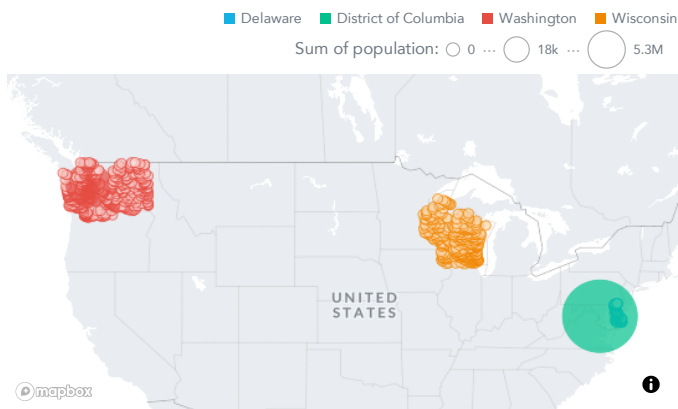 Delaware District of Columbia Washington Wisconsin
Sum of population: 0 ... 18k ... 5.3M
UNITED
STATES
mapbox
i